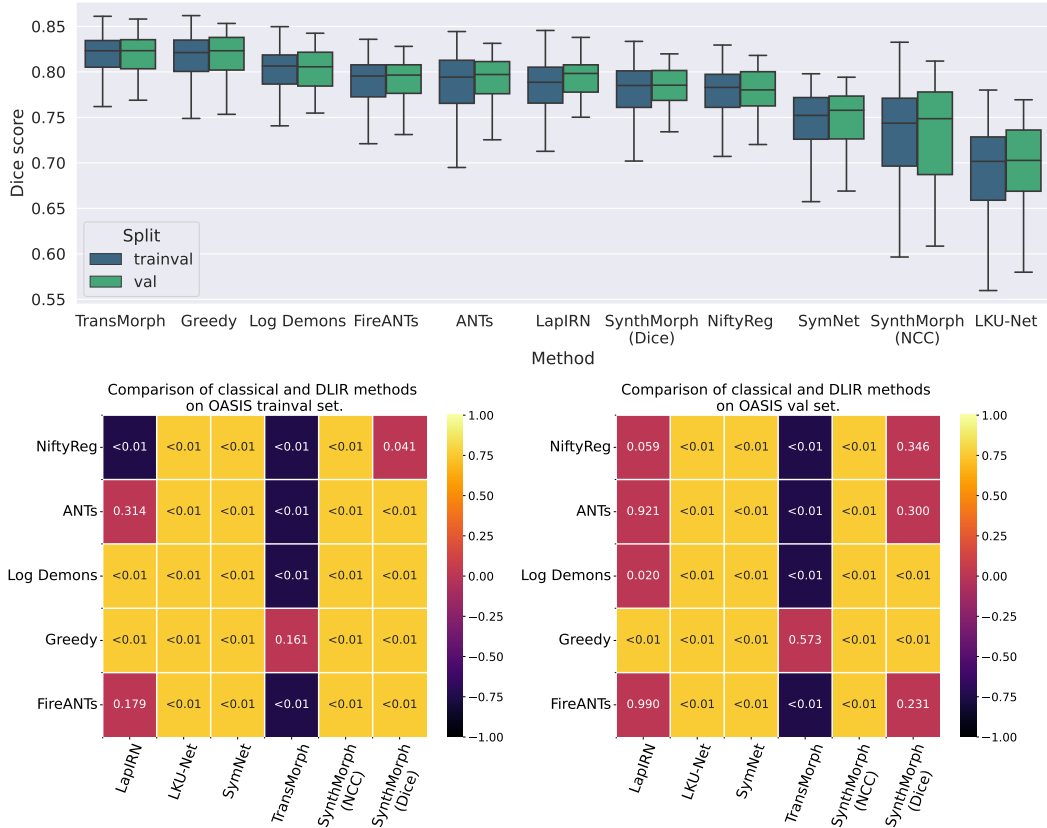 0.85
0.80
0.75
0.70
0.65
0.60
0.55
Dice score
Split
trainval
val
TransMorph Greedy Log Demons FireANTs ANTs LapIRN SynthMorph (Dice) NiftyReg SymNet SynthMorph (NCC) LKU-Net
Method
Comparison of classical and DLIR methods
on OASIS trainval set.
NiftyReg <0.01 <0.01 <0.01 <0.01 <0.01 0.041
ANTs 0.314 <0.01 <0.01 <0.01 <0.01 <0.01
Log Demons <0.01 <0.01 <0.01 <0.01 <0.01 <0.01
Greedy <0.01 <0.01 <0.01 0.161 <0.01 <0.01
FireANTs 0.179 <0.01 <0.01 <0.01 <0.01 <0.01
LapIRN LKU-Net SymNet TransMorph SynthMorph (NCC) SynthMorph (Dice)
1.00
0.75
0.50
0.25
0.00
−0.25
−0.50
−0.75
−1.00
Comparison of classical and DLIR methods
on OASIS val set.
NiftyReg 0.059 <0.01 <0.01 <0.01 <0.01 0.346
ANTs 0.921 <0.01 <0.01 <0.01 <0.01 0.300
Log Demons 0.020 <0.01 <0.01 <0.01 <0.01 <0.01
Greedy <0.01 <0.01 <0.01 0.573 <0.01 <0.01
FireANTs 0.990 <0.01 <0.01 <0.01 <0.01 0.231
LapIRN LKU-Net SymNet TransMorph SynthMorph (NCC) SynthMorph (Dice)
1.00
0.75
0.50
0.25
0.00
−0.25
−0.50
−0.75
−1.00